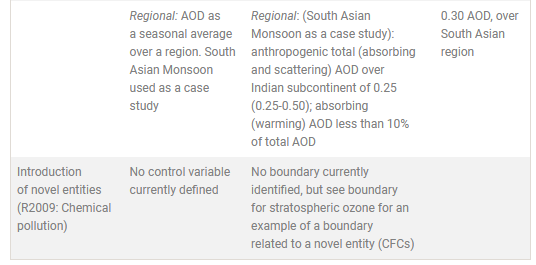 Regional: AOD as
a seasonal average
over a region. South
Asian Monsoon
used as a case
study
Regional: (South Asian
Monsoon as a case study):
anthropogenic total (absorbing
and scattering) AOD over
Indian subcontinent of 0.25
(0.25-0.50); absorbing
(warming) AOD less than 10%
of total AOD
0.30 AOD, over
South Asian
region
Introduction
of novel entities
(R2009: Chemical
pollution)
No control variable
currently defined
No boundary currently
identified, but see boundary
for stratospheric ozone for an
example of a boundary
related to a novel entity (CFCs)